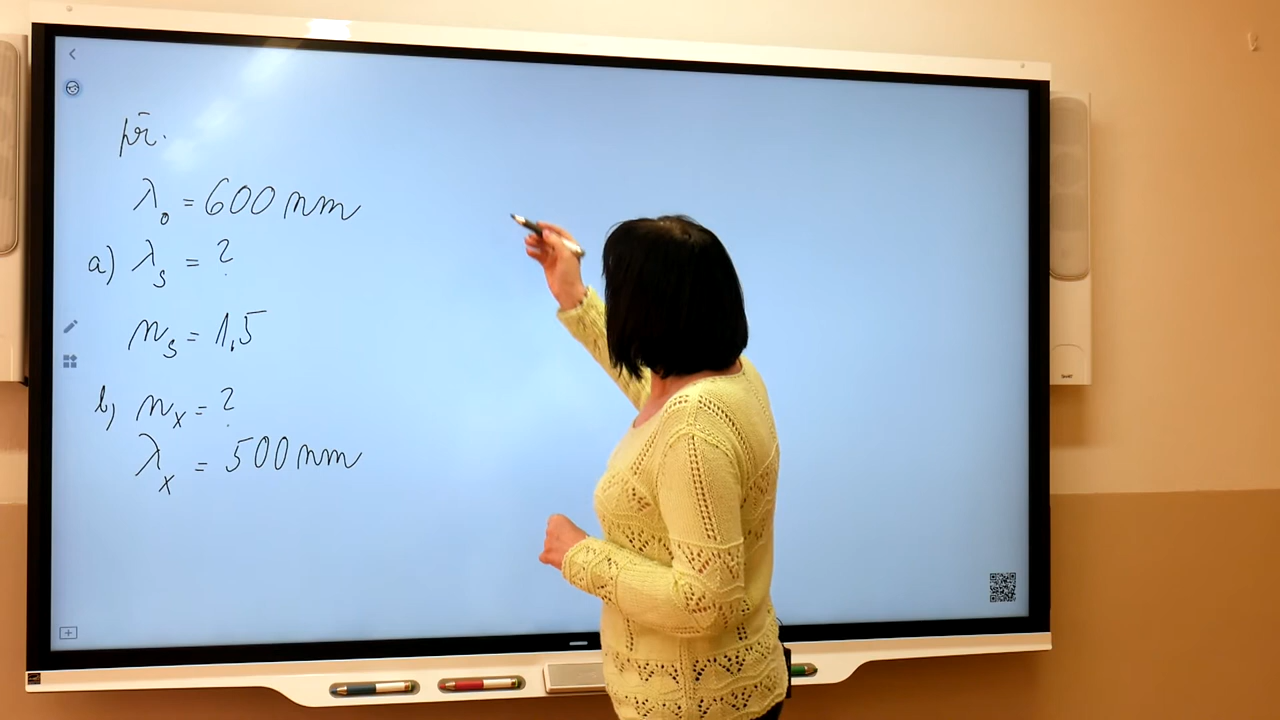 př.
λ₀ = 600 nm
a) λₛ = ?
nₛ = 1,5
b) nₓ = ?
λₓ = 500 nm